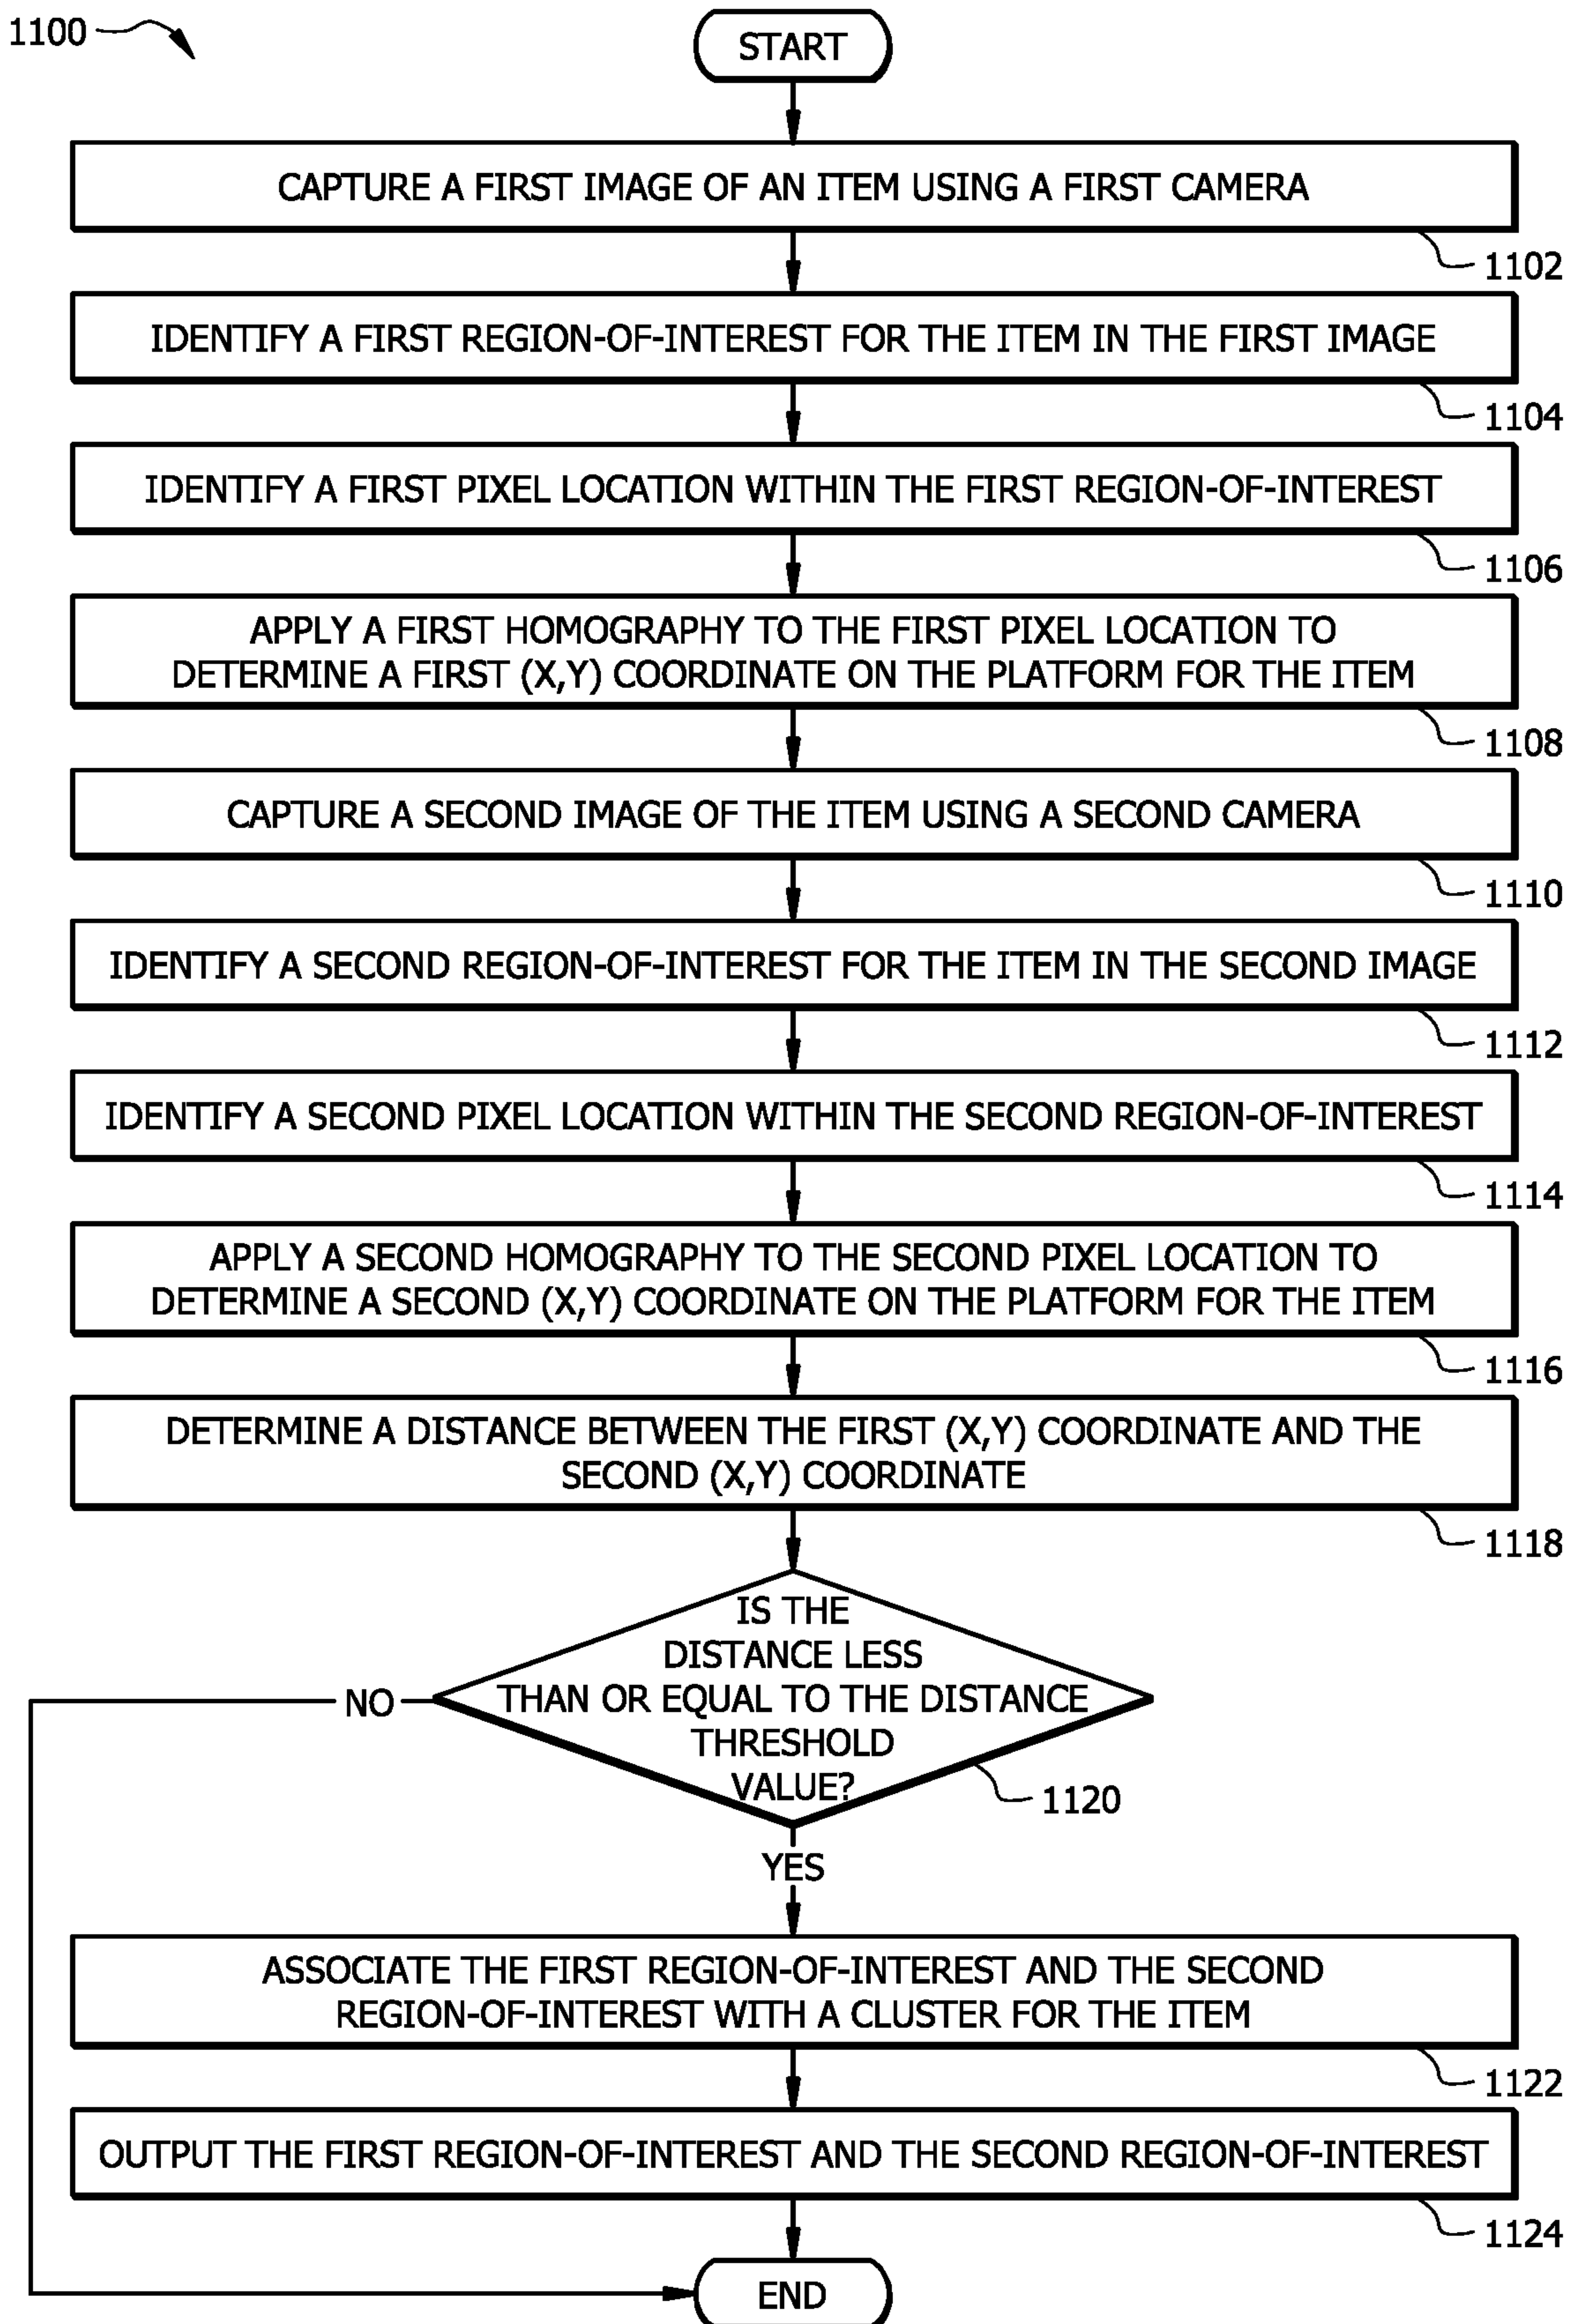 1100
START
CAPTURE A FIRST IMAGE OF AN ITEM USING A FIRST CAMERA
1102
IDENTIFY A FIRST REGION-OF-INTEREST FOR THE ITEM IN THE FIRST IMAGE
1104
IDENTIFY A FIRST PIXEL LOCATION WITHIN THE FIRST REGION-OF-INTEREST
1106
APPLY A FIRST HOMOGRAPHY TO THE FIRST PIXEL LOCATION TO
DETERMINE A FIRST (X,Y) COORDINATE ON THE PLATFORM FOR THE ITEM
1108
CAPTURE A SECOND IMAGE OF THE ITEM USING A SECOND CAMERA
1110
IDENTIFY A SECOND REGION-OF-INTEREST FOR THE ITEM IN THE SECOND IMAGE
1112
IDENTIFY A SECOND PIXEL LOCATION WITHIN THE SECOND REGION-OF-INTEREST
1114
APPLY A SECOND HOMOGRAPHY TO THE SECOND PIXEL LOCATION TO
DETERMINE A SECOND (X,Y) COORDINATE ON THE PLATFORM FOR THE ITEM
1116
DETERMINE A DISTANCE BETWEEN THE FIRST (X,Y) COORDINATE AND THE
SECOND (X,Y) COORDINATE
1118
IS THE
DISTANCE LESS
THAN OR EQUAL TO THE DISTANCE
THRESHOLD
VALUE?
NO
1120
YES
ASSOCIATE THE FIRST REGION-OF-INTEREST AND THE SECOND
REGION-OF-INTEREST WITH A CLUSTER FOR THE ITEM
1122
OUTPUT THE FIRST REGION-OF-INTEREST AND THE SECOND REGION-OF-INTEREST
1124
END